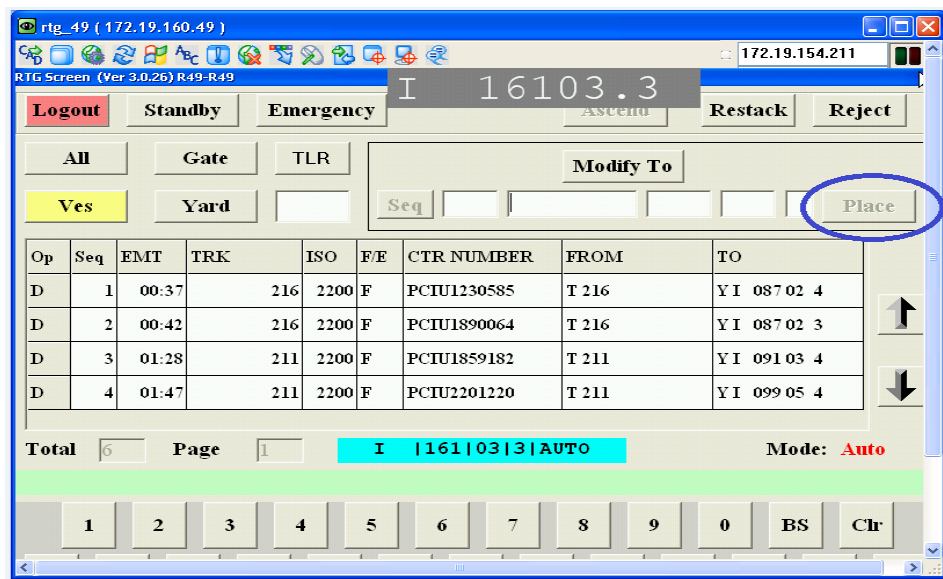 rtg_49 ( 172.19.160.49 )
172.19.154.211
RTG Screen (Ver 3.0.26) R49-R49
I 16103.3
Logout Standby Emergency Ascend Restack Reject
All Gate TLR Modify To
Ves Yard Seq Place
Op Seq EMT TRK ISO F/E CTR NUMBER FROM TO
D 1 00:37 216 2200 F PCIU1230585 T 216 Y I 087 02 4
D 2 00:42 216 2200 F PCIU1890064 T 216 Y I 087 02 3
D 3 01:28 211 2200 F PCIU1859182 T 211 Y I 091 03 4
D 4 01:47 211 2200 F PCIU2201220 T 211 Y I 099 05 4
Total 6 Page 1 I |161|03|3|AUTO Mode: Auto
1 2 3 4 5 6 7 8 9 0 BS Clr